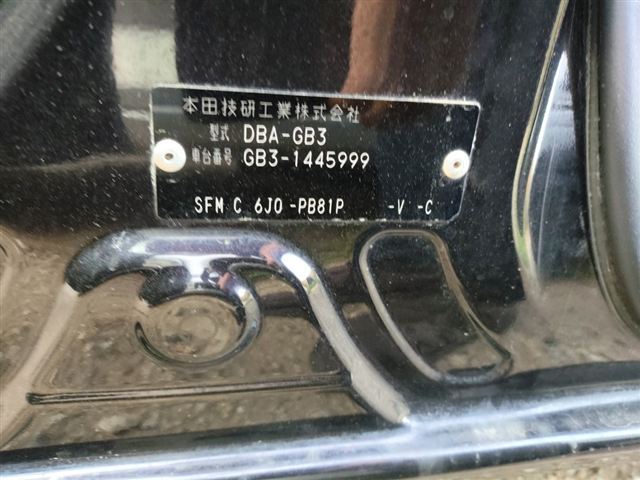 本田技研工業株式会社
型式 DBA-GB3
車台番号 GB3-1445999
SFM C 6J0 -PB81P -V -C